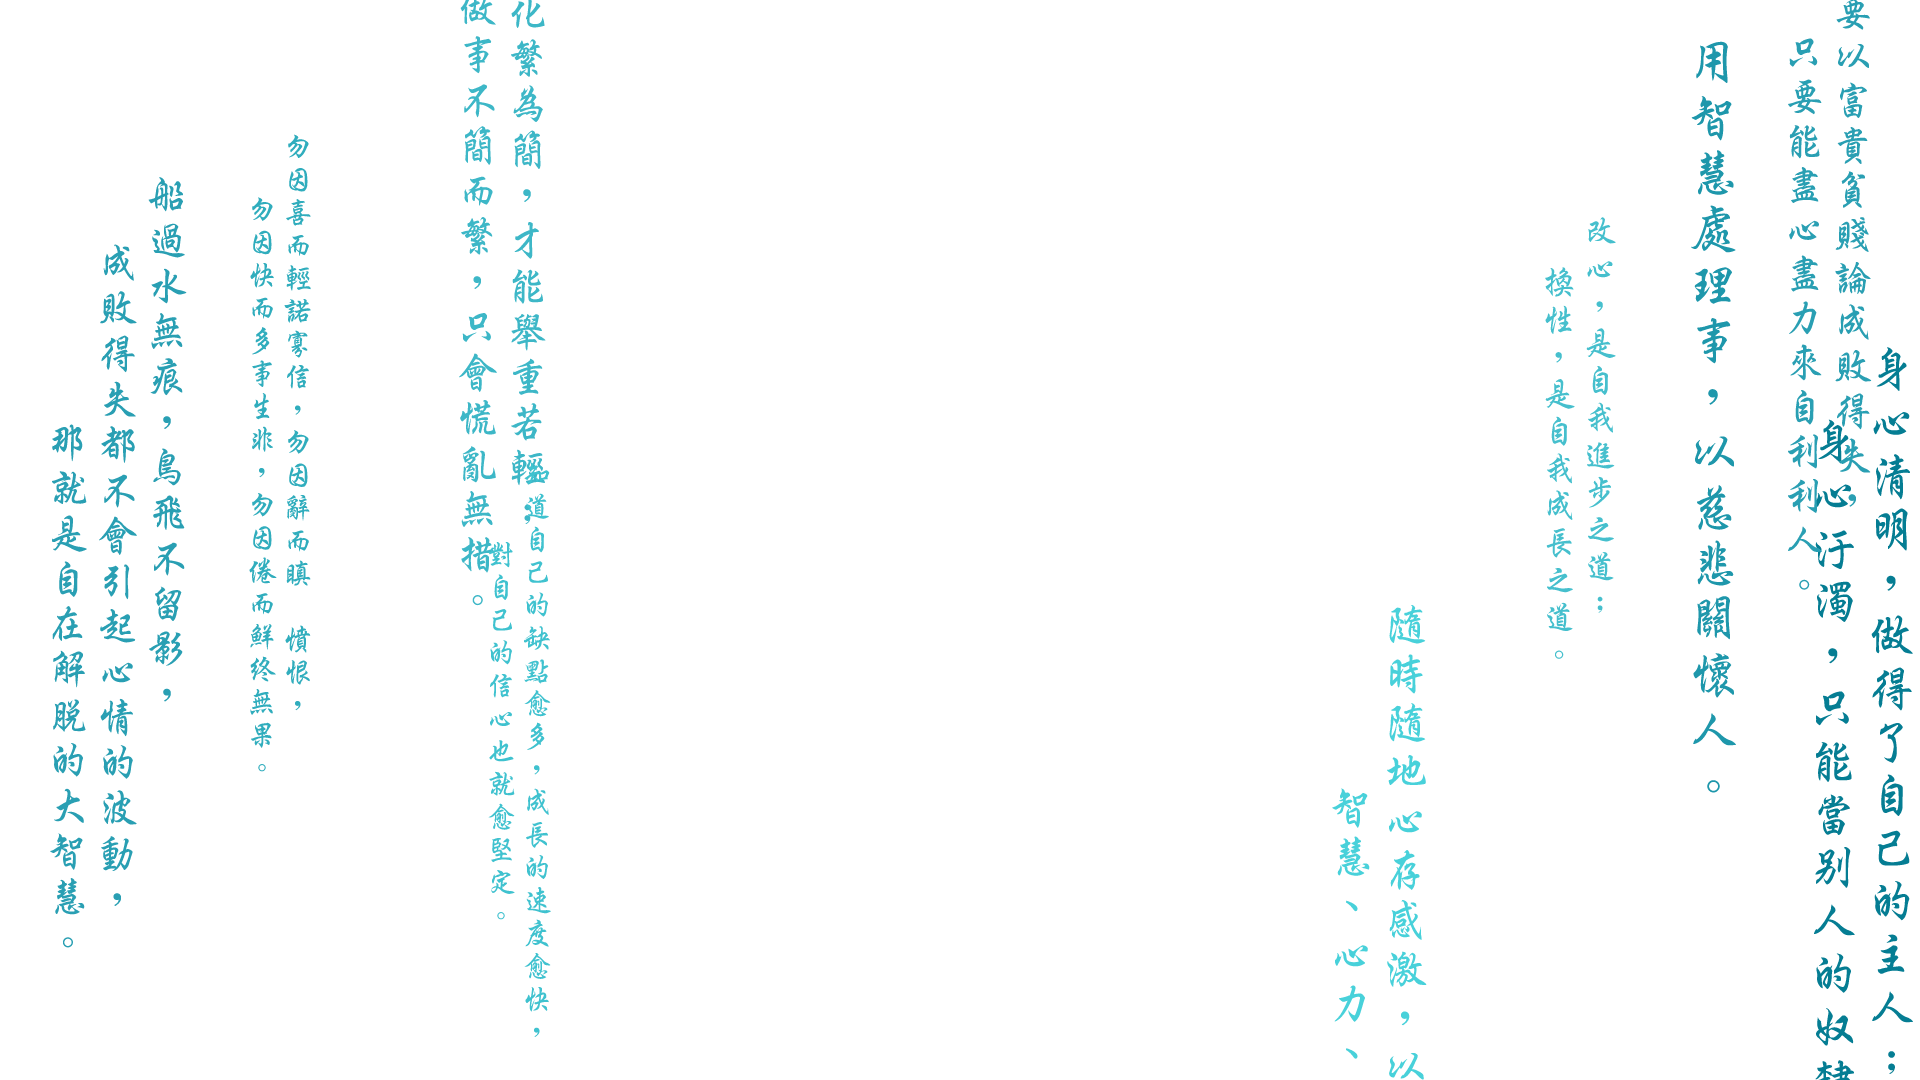 身心清明，做得了自己的主人；
身心汙濁，只能當別人的奴隸
要以富貴貧賤論成敗得失，
只要能盡心盡力來自利利人。
用智慧處理事，以慈悲關懷人。
改心，是自我進步之道；
換性，是自我成長之道。
隨時隨地心存感激，以
智慧、心力、
化繁為簡，才能舉重若輕；
做事不簡而繁，只會慌亂無措。
道自己的缺點愈多，成長的速度愈快，
對自己的信心也就愈堅定。
勿因喜而輕諾寡信，勿因辭而瞋　憤恨，
勿因快而多事生非，勿因倦而鮮終無果。
船過水無痕，鳥飛不留影，
成敗得失都不會引起心情的波動，
那就是自在解脫的大智慧。